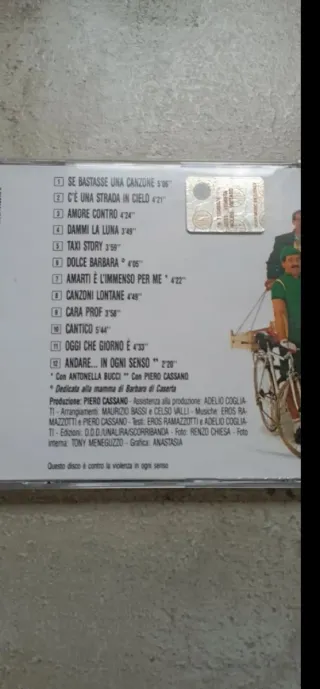 1 SE BASTASSE UNA CANZONE 5'06"
2 C'È UNA STRADA IN CIELO 4'21"
3 AMORE CONTRO 4'24"
4 DAMMI LA LUNA 3'49"
5 TAXI STORY 3'59"
6 DOLCE BARBARA ° 4'05"
7 AMARTI È L'IMMENSO PER ME * 4'22"
8 CANZONI LONTANE 4'49"
9 CARA PROF 3'58"
10 CANTICO 5'44"
11 OGGI CHE GIORNO È 4'33"
12 ANDARE... IN OGNI SENSO ** 2'20"
* Con ANTONELLA BUCCI ** Con PIERO CASSANO
° Dedicata alla mamma di Barbara di Caserta
Produzione: PIERO CASSANO - Assistenza alla produzione: ADELIO COGLIA-
TI - Arrangiamenti: MAURIZIO BASSI e CELSO VALLI - Musiche: EROS RA-
MAZZOTTI e PIERO CASSANO - Testi: EROS RAMAZZOTTI e ADELIO COGLIA-
TI - Edizioni: D.D.D./UNALIRA/SCORRIBANDA - Foto: RENZO CHIESA - Foto
interna: TONY MENEGUZZO - Grafica: ANASTASIA
Questo disco è contro la violenza in ogni senso